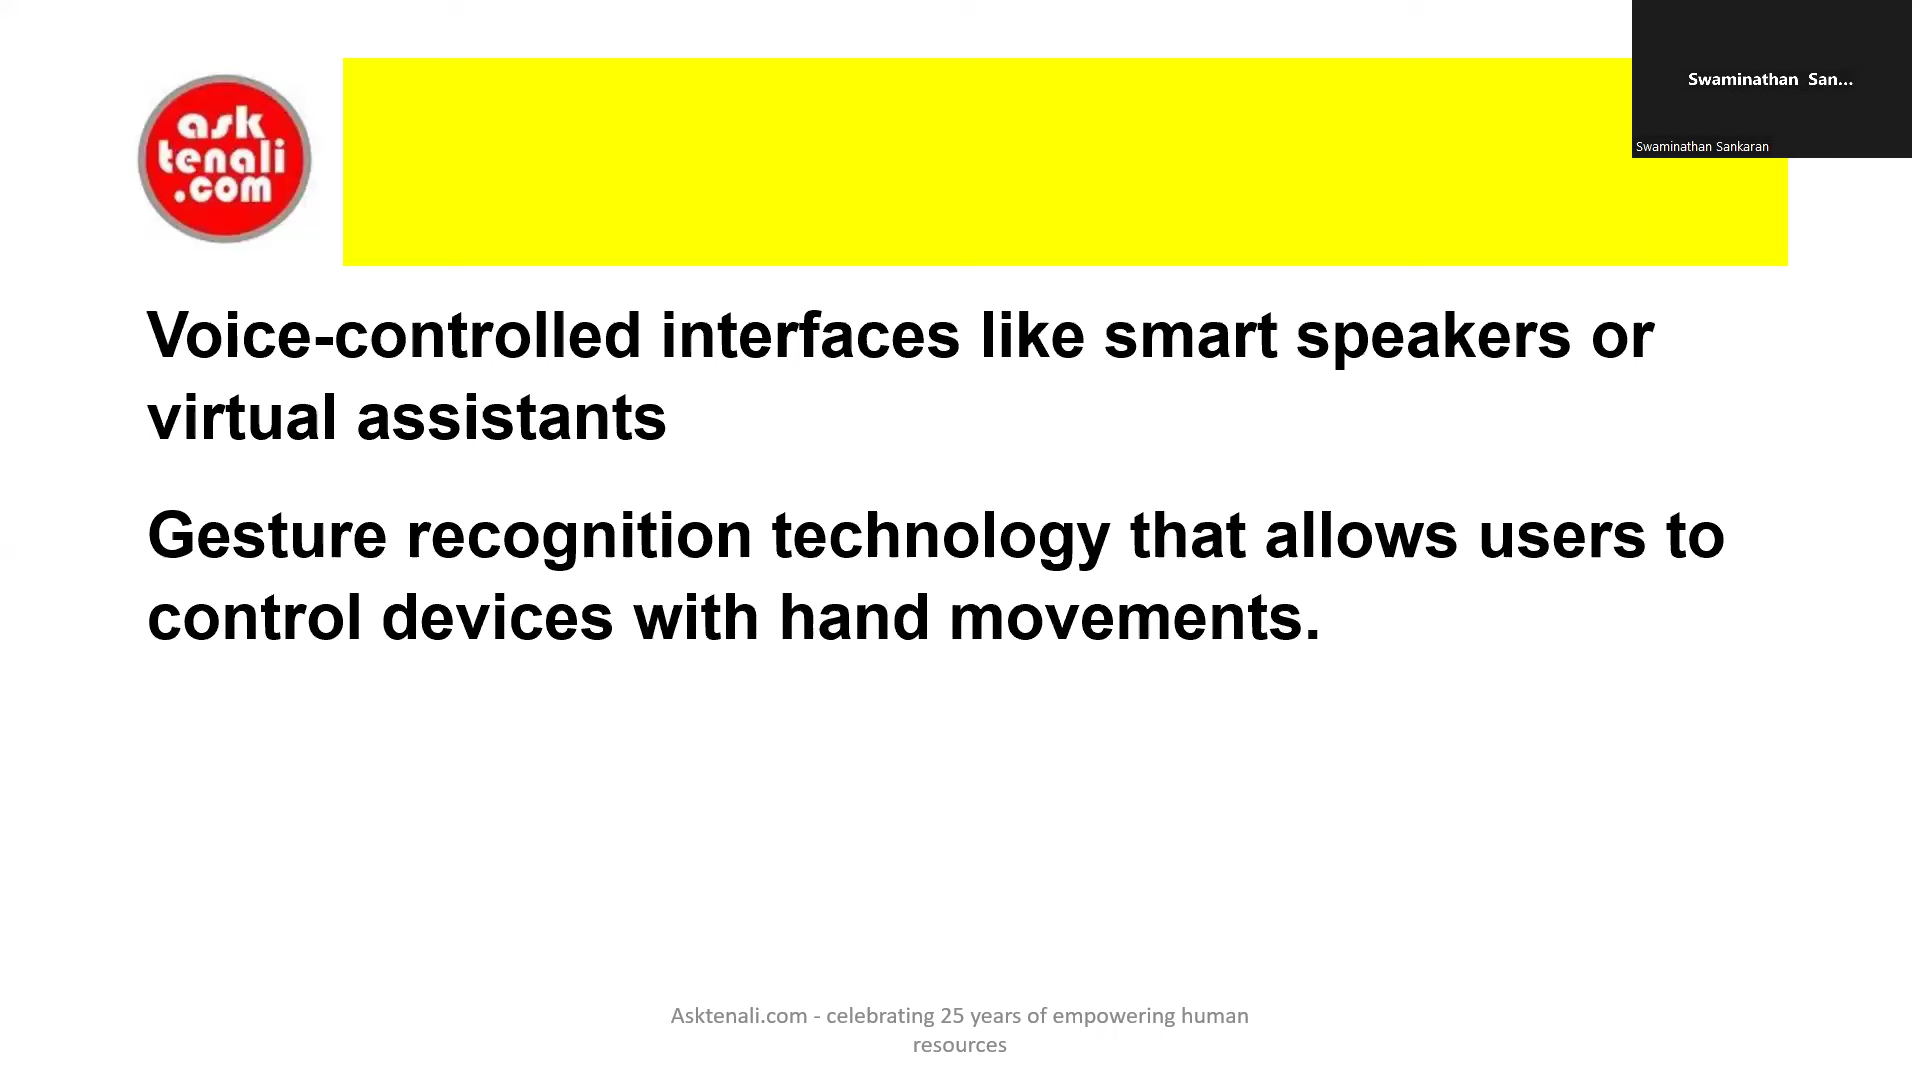 ask
tenali
.com
Swaminathan San...
Swaminathan Sankaran
Voice-controlled interfaces like smart speakers or
virtual assistants
Gesture recognition technology that allows users to
control devices with hand movements.
Asktenali.com - celebrating 25 years of empowering human
resources